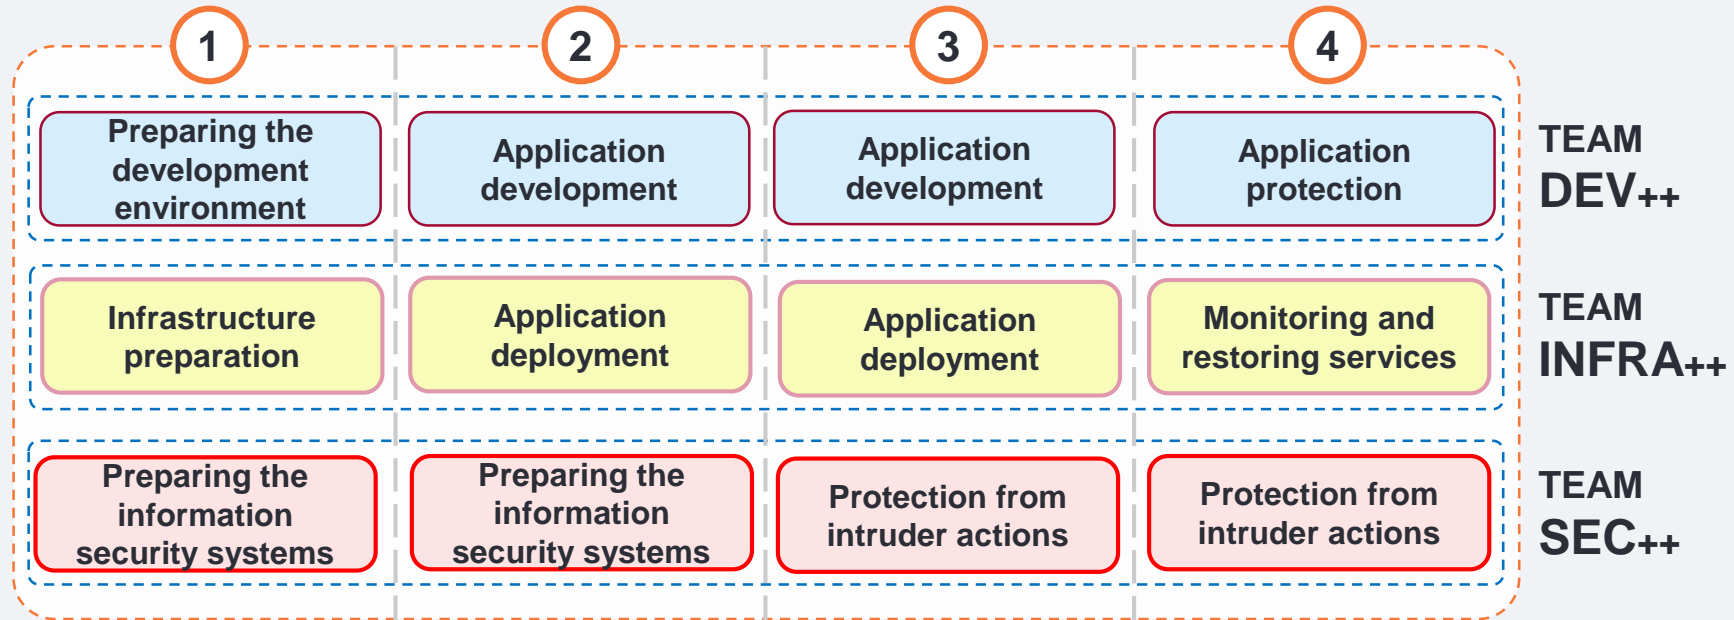 1
2
3
4
Preparing the
development
environment
Application
development
Application
development
Application
protection
TEAM
DEV++
Infrastructure
preparation
Application
deployment
Application
deployment
Monitoring and
restoring services
TEAM
INFRA++
Preparing the
information
security systems
Preparing the
information
security systems
Protection from
intruder actions
Protection from
intruder actions
TEAM
SEC++